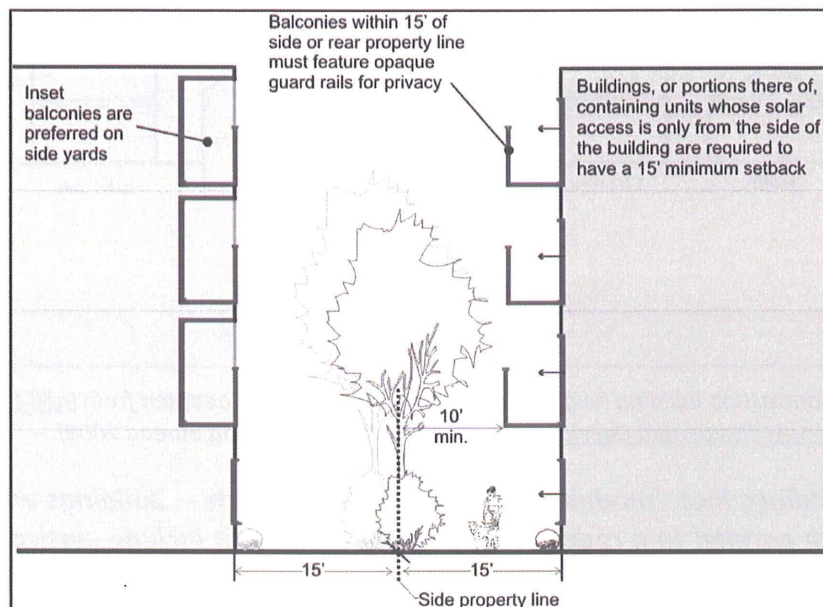 Balconies within 15' of
side or rear property line
must feature opaque
guard rails for privacy
Inset
balconies are
preferred on
side yards
Buildings, or portions there of,
containing units whose solar
access is only from the side of
the building are required to
have a 15' minimum setback
10'
min.
15'
15'
Side property line